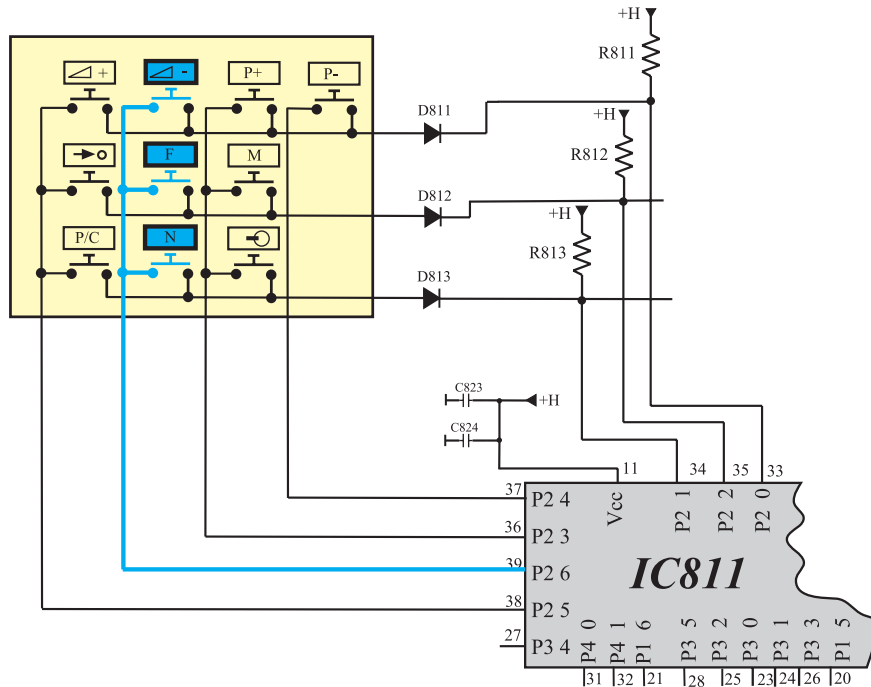 +H
R811
+ - P+ P-
D811
+H
R812
F M
D812
+H
R813
P/C N
D813
C823
+H
C824
11 34 35 33
37 P2 4
Vcc P2 1 P2 2 P2 0
36 P2 3
39 P2 6
IC811
38 P2 5
27 P3 4
P4 0 P4 1 P1 6 P3 5 P3 2 P3 0 P3 1 P3 3 P1 5
31 32 21 28 25 23 24 26 20